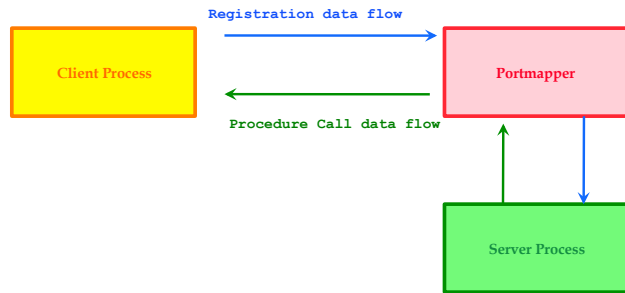 Registration data flow
Client Process
Portmapper
Procedure Call data flow
Server Process